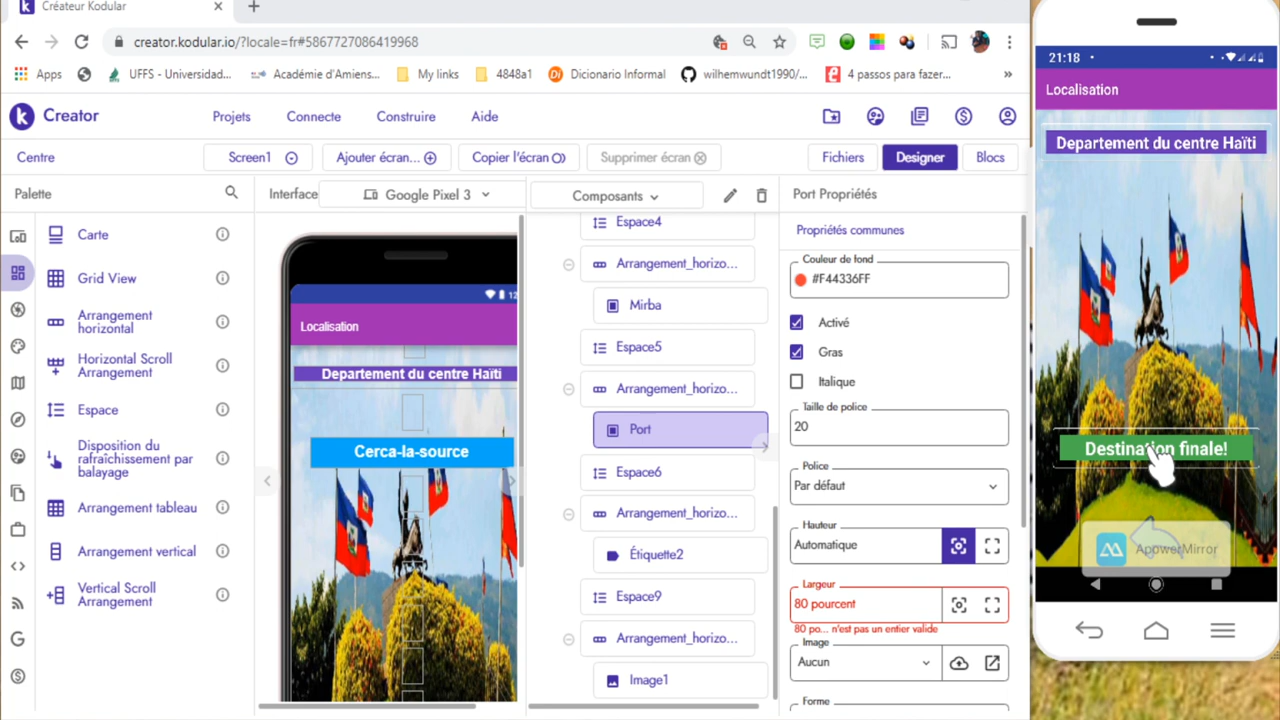 Créateur Kodular
creator.kodular.io/?locale=fr#5867727086419968
Apps
UFFS - Universidad...
Académie d'Amiens...
My links
4848a1
Dicionario Informal
wilhemwundt1990/...
4 passos para fazer...
»
Creator
Projets
Connecte
Construire
Aide
Centre
Screen1
Ajouter écran...
Copier l'écran
Supprimer écran
Fichiers
Designer
Blocs
Palette
Carte
Grid View
Arrangement
horizontal
Horizontal Scroll
Arrangement
Espace
Disposition du
rafraîchissement par
balayage
Arrangement tableau
Arrangement vertical
Vertical Scroll
Arrangement
Interface
Google Pixel 3
12
Localisation
Departement du centre Haïti
Cerca-la-source
Composants
Espace4
Arrangement_horizo...
Mirba
Espace5
Arrangement_horizo...
Port
Espace6
Arrangement_horizo...
Étiquette2
Espace9
Arrangement_horizo...
Image1
Port Propriétés
Propriétés communes
Couleur de fond
#F44336FF
Activé
Gras
Italique
Taille de police
20
Police
Par défaut
Hauteur
Automatique
Largeur
80 pourcent
80 po... n'est pas un entier valide
Image
Aucun
Forme
21:18
Localisation
Departement du centre Haïti
Destination finale!
ApowerMirror